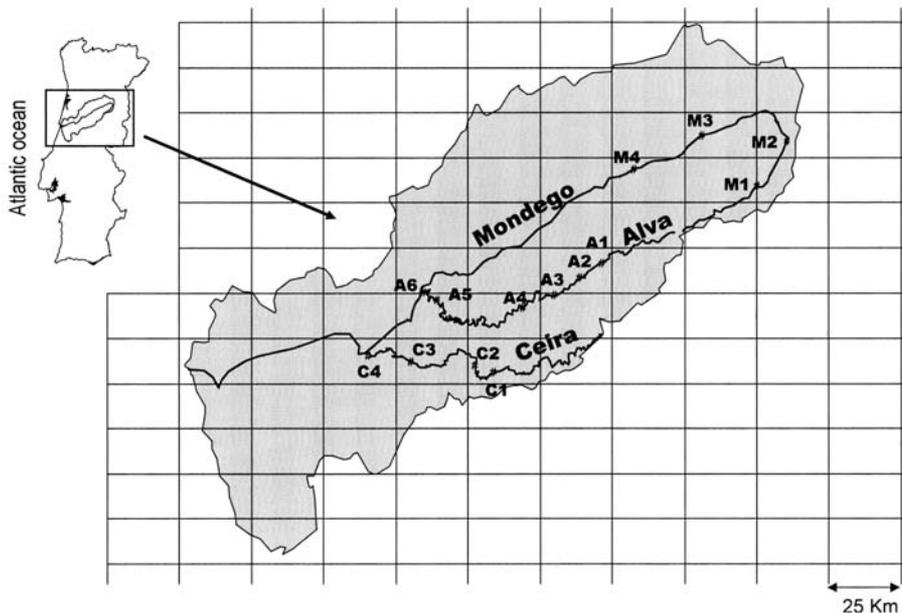 Atlantic ocean
M3
M2
M4
M1
Mondego
Alva
A1
A2
A6
A5
A4
A3
Ceira
C3
C2
C4
C1
25 Km